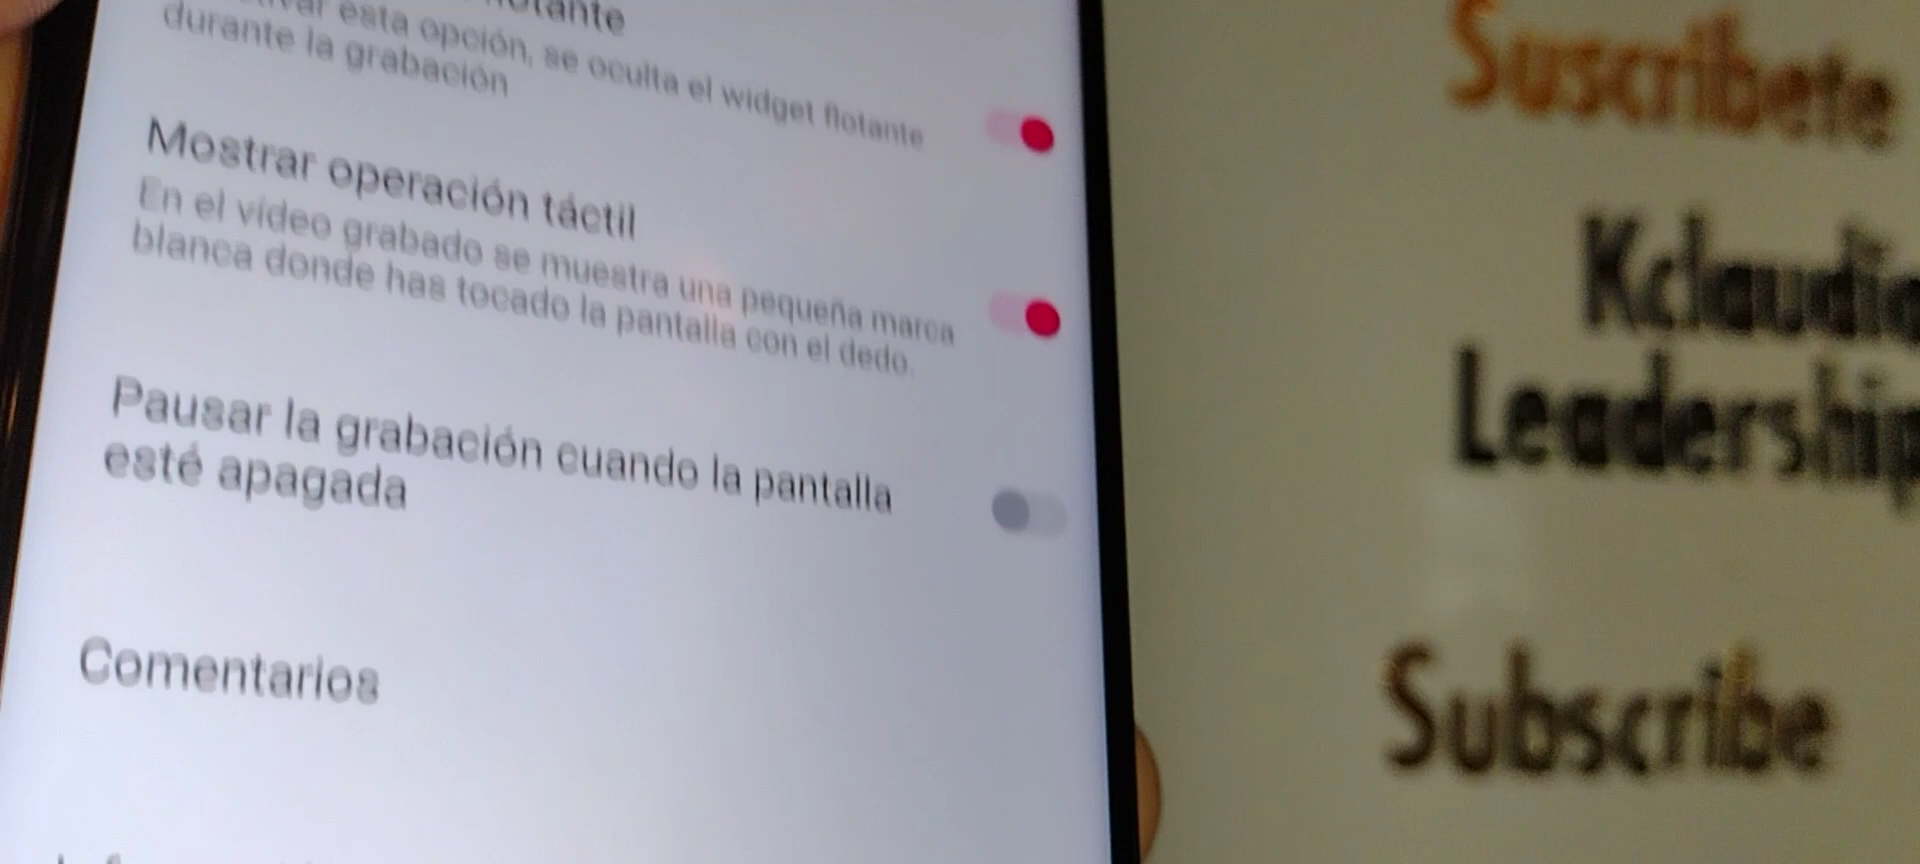 esta opción, se oculta el widget flotante
durante la grabación
Mostrar operación táctil
En el vídeo grabado se muestra una pequeña marca
blanca donde has tocado la pantalla con el dedo.
Pausar la grabación cuando la pantalla
esté apagada
Comentarios
Suscribete
Kclaudio
Leadership
Subscribe